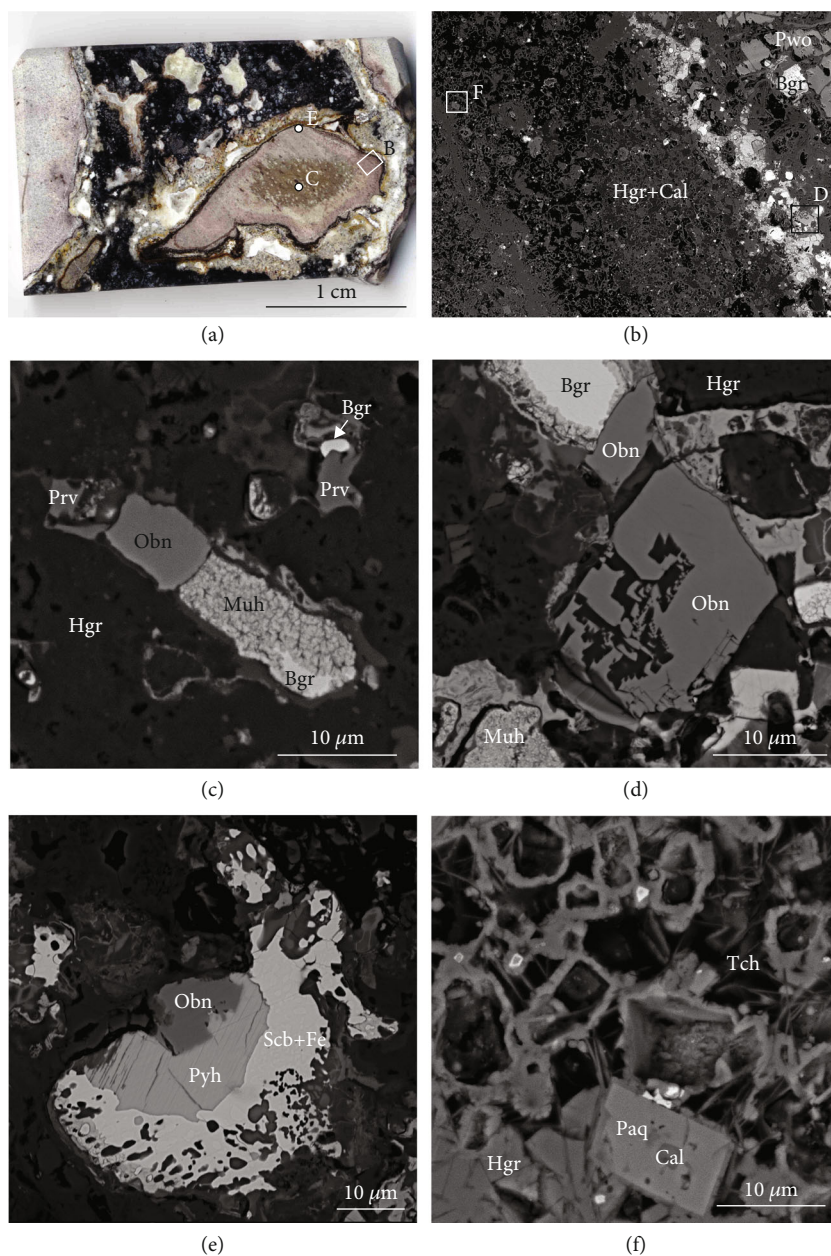 E
B
C
1 cm
(a)
Pwo
Bgr
F
D
Hgr+Cal
(b)
Bgr
Prv
Prv
Obn
Muh
Hgr
Bgr
10 µm
(c)
Bgr
Hgr
Obn
Obn
Muh
10 µm
(d)
Obn
Scb+Fe
Pyh
10 µm
(e)
Tch
Paq
Cal
Hgr
10 µm
(f)